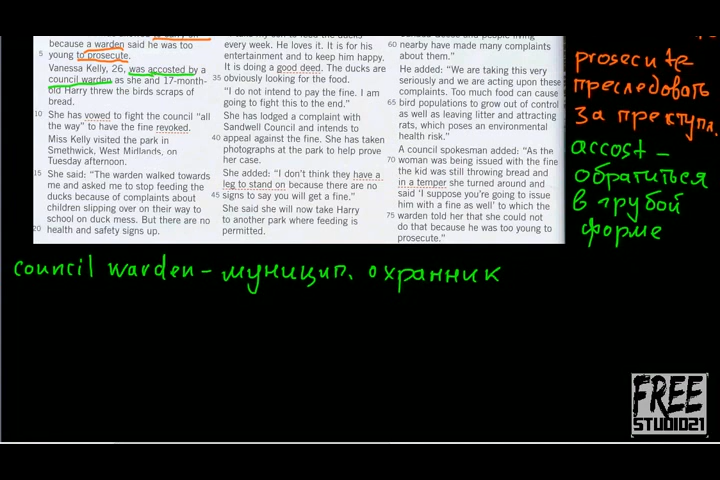 because a warden said he was too
5 young to prosecute.
Vanessa Kelly, 26, was accosted by a
council warden as she and 17-month-
old Harry threw the birds scraps of
bread.
10 She has vowed to fight the council “all
the way” to have the fine revoked.
Miss Kelly visited the park in
Smethwick, West Midlands, on
Tuesday afternoon.
15 She said: “The warden walked towards
me and asked me to stop feeding the
ducks because of complaints about
children slipping over on their way to
school on duck mess. But there are no
20 health and safety signs up.
every week. He loves it. It is for his
entertainment and to keep him happy.
It is doing a good deed. The ducks are
35 obviously looking for the food.
“I do not intend to pay the fine. I am
going to fight this to the end.”
She has lodged a complaint with
Sandwell Council and intends to
40 appeal against the fine. She has taken
photographs at the park to help prove
her case.
She added: “I don’t think they have a
leg to stand on because there are no
45 signs to say you will get a fine.”
She said she will now take Harry
to another park where feeding is
permitted.
60 nearby have made many complaints
about them.”
He added: “We are taking this very
seriously and we are acting upon these
complaints. Too much food can cause
65 bird populations to grow out of control
as well as leaving litter and attracting
rats, which poses an environmental
health risk.”
A council spokesman added: “As the
70 woman was being issued with the fine
the kid was still throwing bread and
in a temper she turned around and
said ‘I suppose you’re going to issue
him with a fine as well’ to which the
75 warden told her that she could not
do that because he was too young to
prosecute.”
prosecute
преследовать
за преступл.
accost –
обратиться
в грубой
форме
council warden – муницип. охранник
FREE
STUDIO21